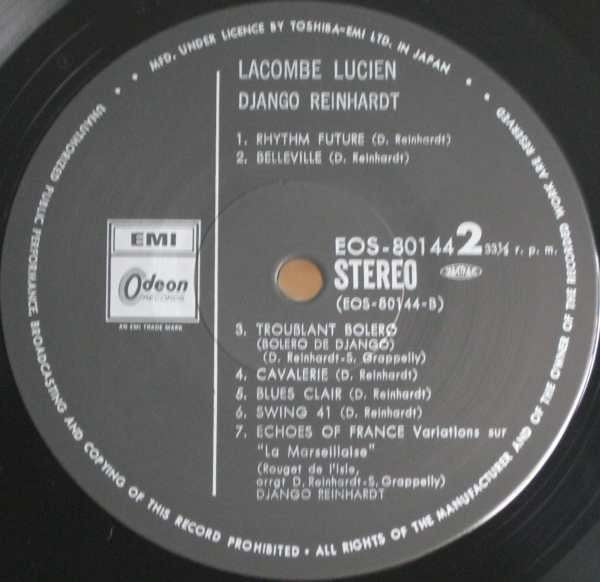 • MFD. UNDER LICENCE BY TOSHIBA-EMI LTD. IN JAPAN •
LACOMBE LUCIEN
DJANGO REINHARDT
1. RHYTHM FUTURE (D. Reinhardt)
2. BELLEVILLE (D. Reinhardt)
EMI
Odeon
RECORDS
AN EMI TRADE MARK
EOS-80144 2 33⅓ r. p. m.
STEREO
(EOS-80144-B)
3. TROUBLANT BOLERO
(BOLERO DE DJANGO)
(D. Reinhardt-S. Grappelly)
4. CAVALERIE (D. Reinhardt)
5. BLUES CLAIR (D. Reinhardt)
6. SWING 41 (D. Reinhardt)
7. ECHOES OF FRANCE Variations sur
"La Marseillaise"
(Rouget de l'Isle,
arrgt D. Reinhardt-S. Grappelly)
DJANGO REINHARDT
UNAUTHORIZED PUBLIC PERFORMANCE, BROADCASTING AND COPYING OF THIS RECORD PROHIBITED • ALL RIGHTS OF THE MANUFACTURER AND OF THE OWNER OF THE RECORDED WORK ARE RESERVED